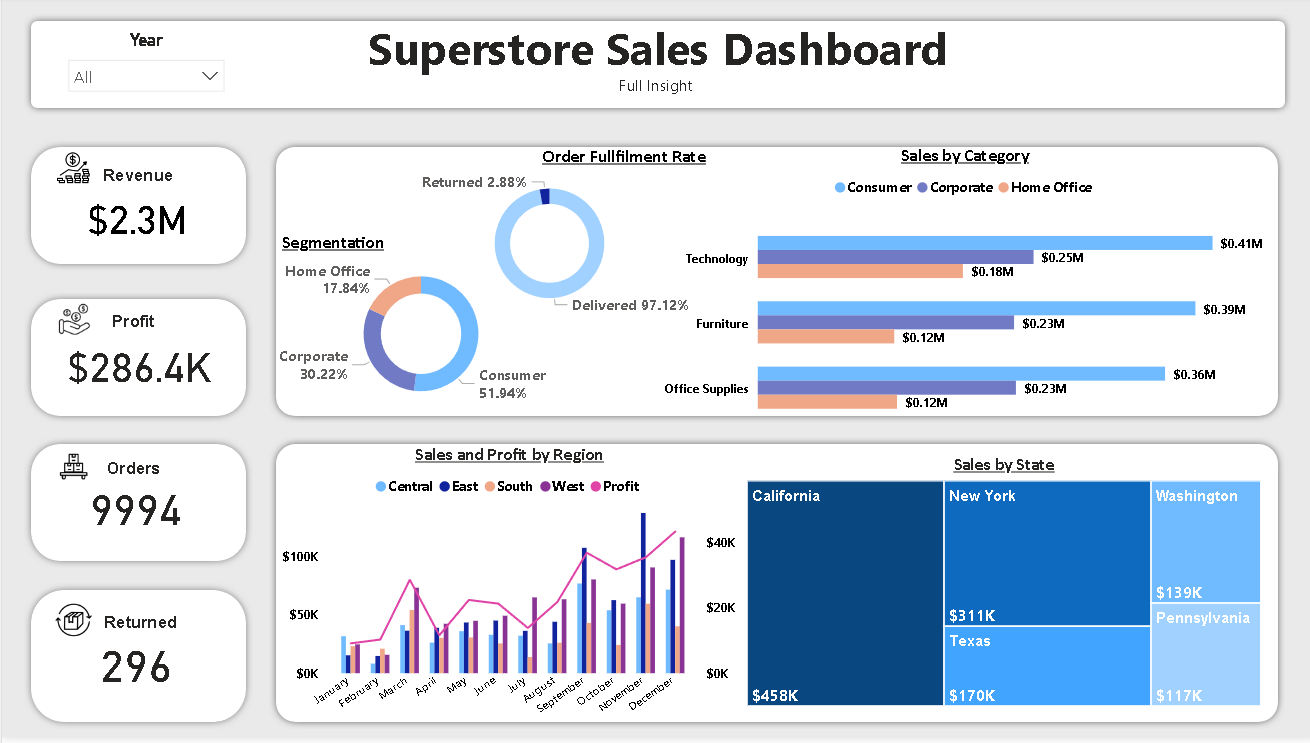 Year
All
Superstore Sales Dashboard
Full Insight
Revenue
$2.3M
Profit
$286.4K
Orders
9994
Returned
296
Order Fullfilment Rate
Returned 2.88%
Delivered 97.12%
Segmentation
Home Office
17.84%
Corporate
30.22%
Consumer
51.94%
Sales by Category
Consumer Corporate Home Office
Technology
$0.41M
$0.25M
$0.18M
Furniture
$0.39M
$0.23M
$0.12M
Office Supplies
$0.36M
$0.23M
$0.12M
Sales and Profit by Region
Central East South West Profit
$100K
$50K
$0K
$40K
$20K
$0K
January
February
March
April
May
June
July
August
September
October
November
December
Sales by State
California
$458K
New York
$311K
Texas
$170K
Washington
$139K
Pennsylvania
$117K